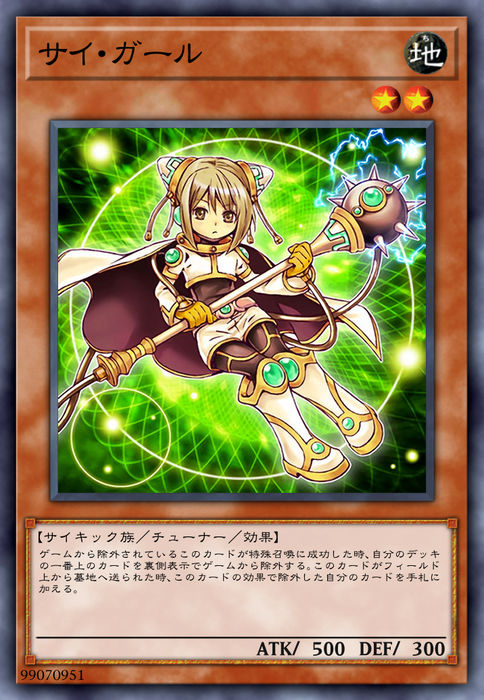 サイ・ガール
ち
地
【サイキック族／チューナー／効果】
ゲームから除外されているこのカードが特殊召喚に成功した時、自分のデッキ
の一番上のカードを裏側表示でゲームから除外する。このカードがフィールド
上から墓地へ送られた時、このカードの効果で除外した自分のカードを手札に
加える。
ATK/ 500 DEF/ 300
99070951